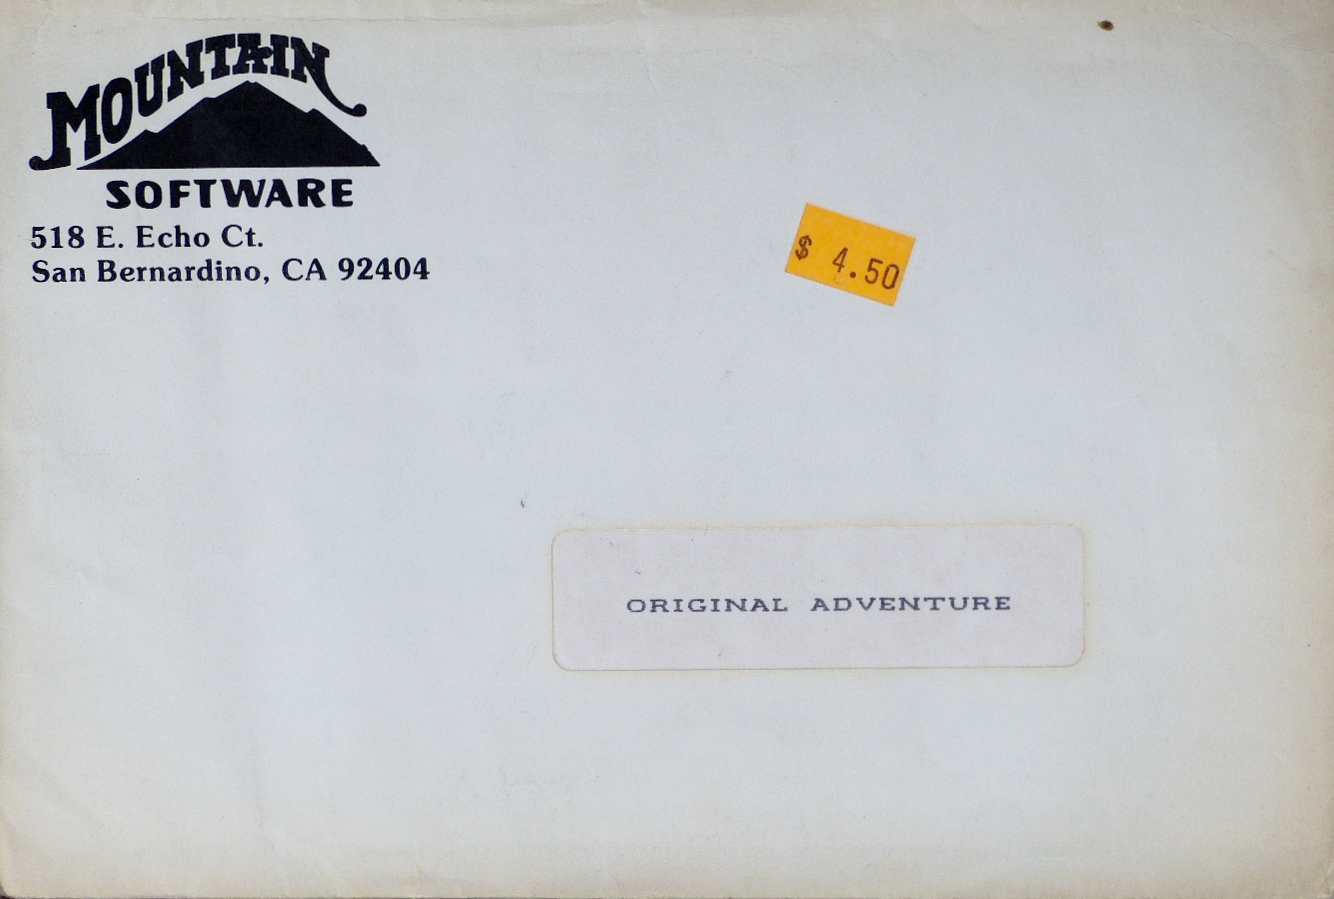 MOUNTAIN
SOFTWARE
518 E. Echo Ct.
San Bernardino, CA 92404
$ 4.50
ORIGINAL ADVENTURE